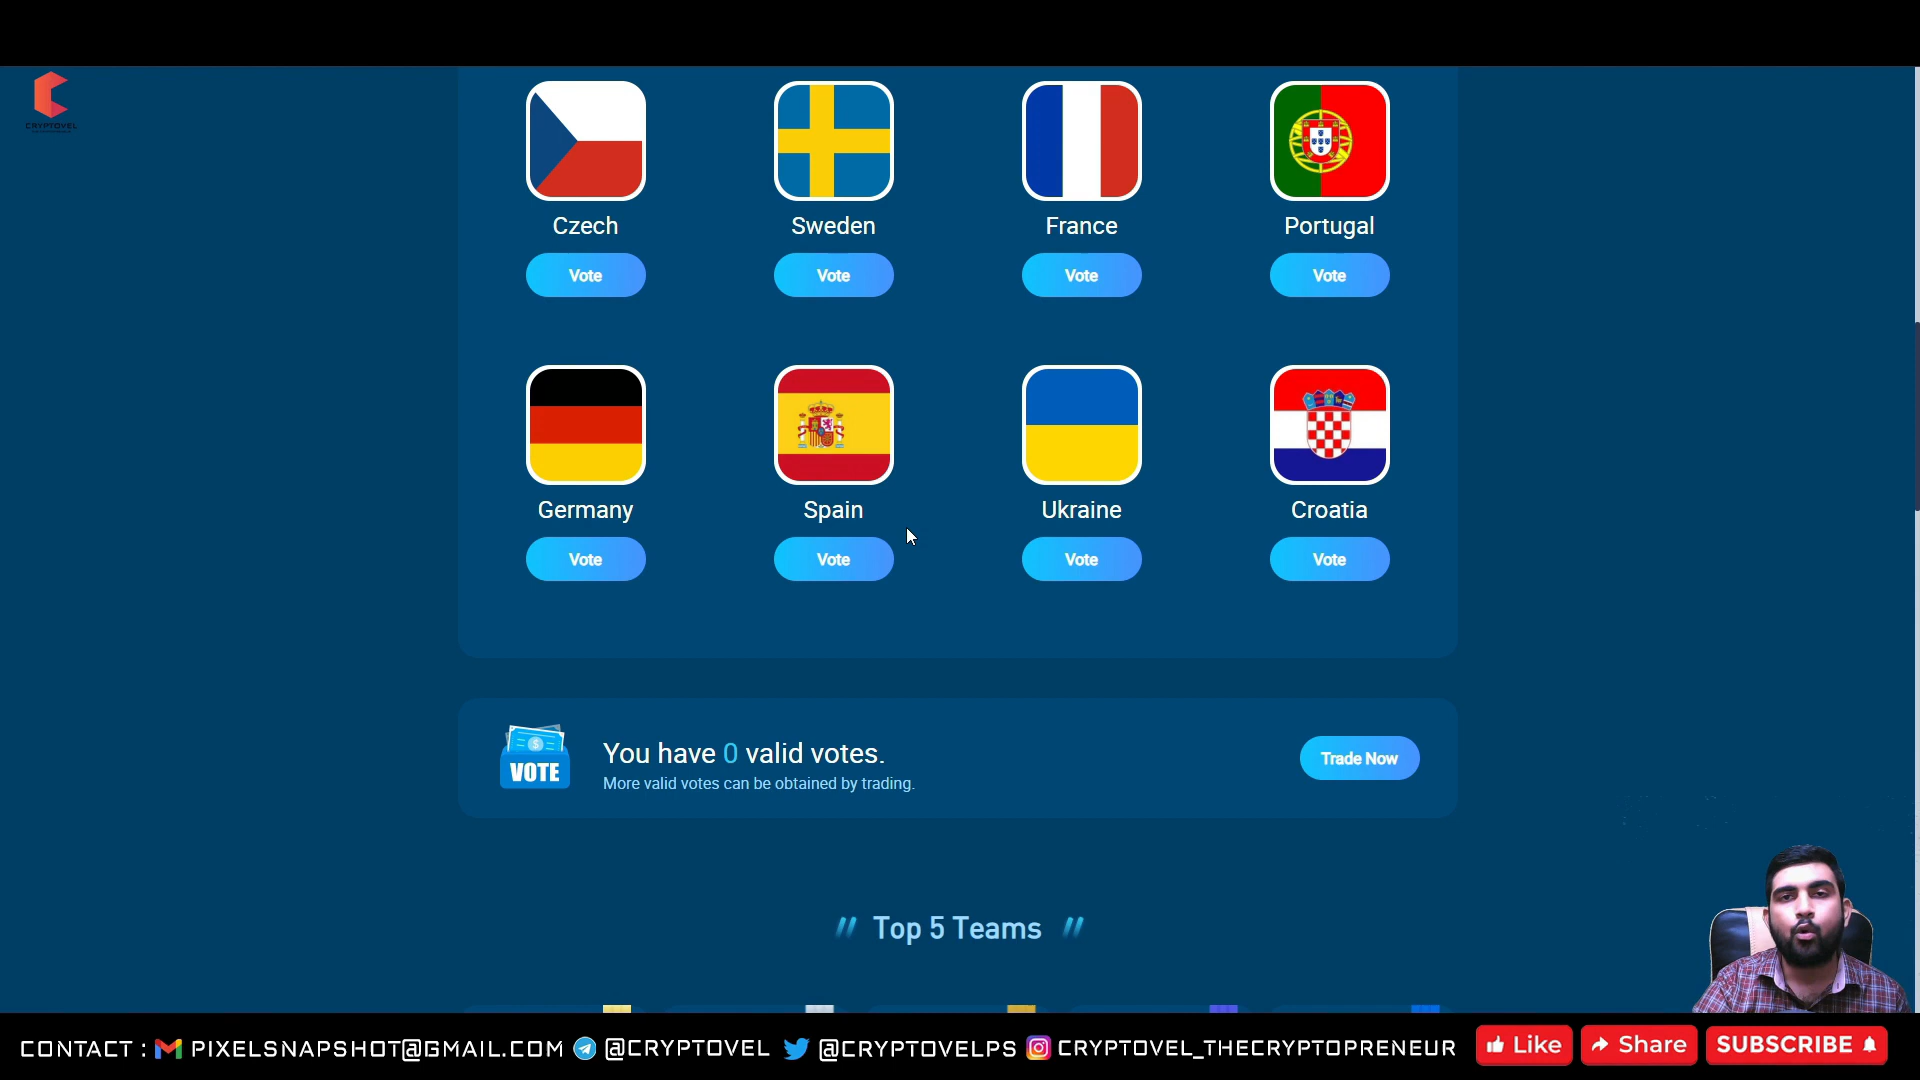 CRYPTOVEL
Czech
Sweden
France
Portugal
Vote
Vote
Vote
Vote
Germany
Spain
Ukraine
Croatia
Vote
Vote
Vote
Vote
VOTE
You have 0 valid votes.
More valid votes can be obtained by trading.
Trade Now
Top 5 Teams
CONTACT : PIXELSNAPSHOT@GMAIL.COM @CRYPTOVEL @CRYPTOVELPS CRYPTOVEL_THECRYPTOPRENEUR
Like
Share
SUBSCRIBE